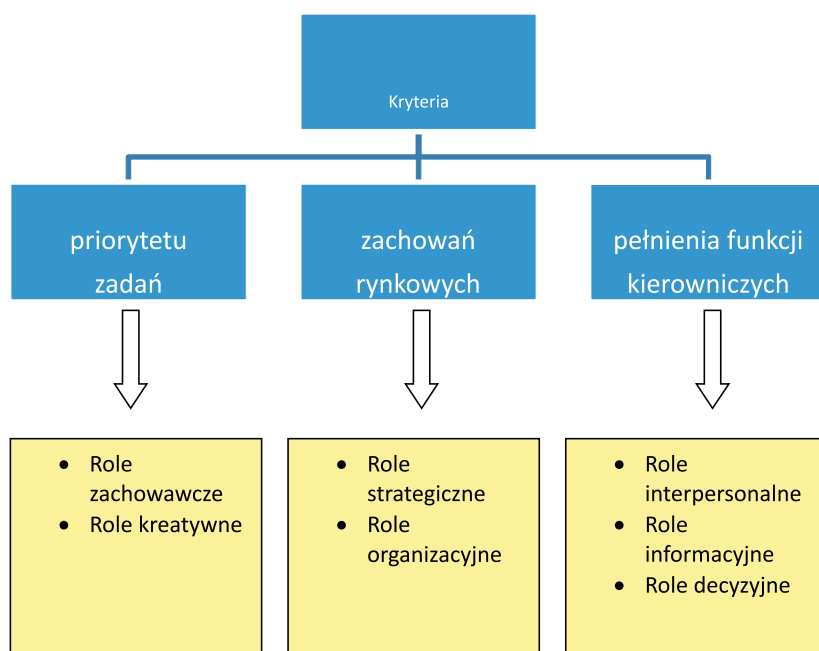 Kryteria
priorytetu
zadań
zachowań
rynkowych
pełnienia funkcji
kierowniczych
• Role
zachowawcze
• Role kreatywne
• Role
strategiczne
• Role
organizacyjne
• Role
interpersonalne
• Role
informacyjne
• Role decyzyjne